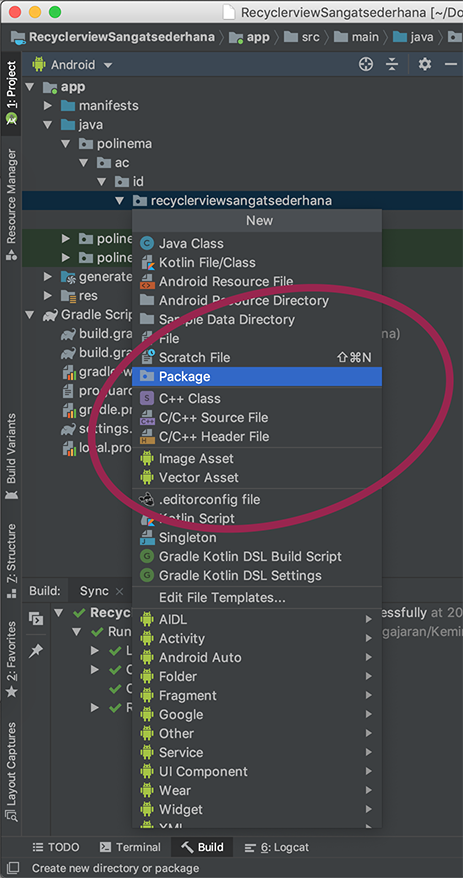 RecyclerviewSangatsederhana [~/Do
RecyclerviewSangatsederhana
app
src
main
java
Android
1: Project
Resource Manager
Build Variants
Z: Structure
2: Favorites
Layout Captures
app
manifests
java
polinema
ac
id
recyclerviewsangatsederhana
poline
poline
generate
res
Gradle Scrip
build.gra
build.gra
gradle-w
proguard
gradle.pr
settings.
local.pro
na)
New
Java Class
Kotlin File/Class
Android Resource File
Android Resource Directory
Sample Data Directory
File
Scratch File ⇧⌘N
Package
C++ Class
C/C++ Source File
C/C++ Header File
Image Asset
Vector Asset
.editorconfig file
Kotlin Script
Singleton
Gradle Kotlin DSL Build Script
Gradle Kotlin DSL Settings
Edit File Templates...
AIDL
Activity
Android Auto
Folder
Fragment
Google
Other
Service
UI Component
Wear
Widget
XML
Build: Sync ×
Recyc
ssfully at 20
Run
gajaran/Kemin
L
C
C
R
TODO
Terminal
Build
6: Logcat
Create new directory or package